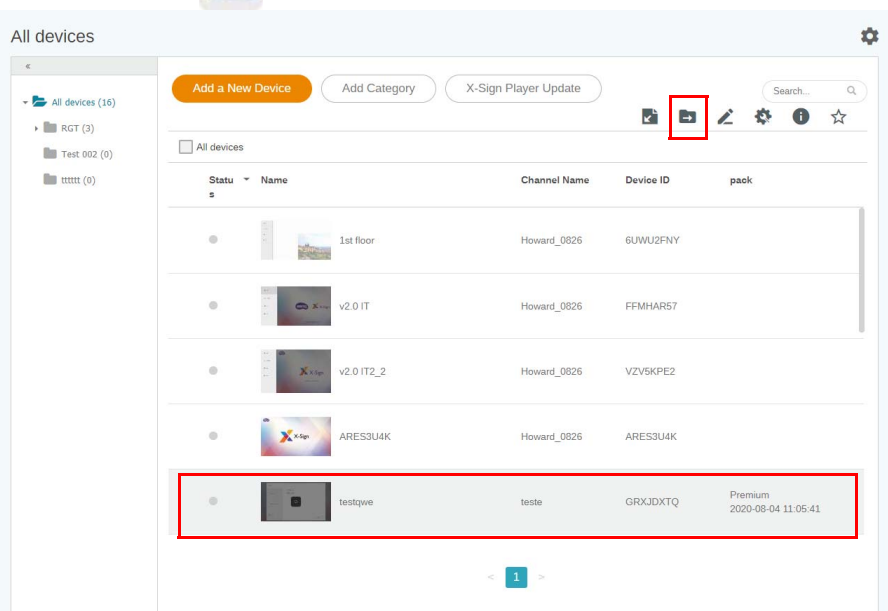 All devices
«
All devices (16)
RGT (3)
Test 002 (0)
tttttt (0)
Add a New Device
Add Category
X-Sign Player Update
Search...
All devices
Status
Name
Channel Name
Device ID
pack
1st floor
Howard_0826
6UWU2FNY
v2.0 IT
Howard_0826
FFMHAR57
v2.0 IT2_2
Howard_0826
VZV5KPE2
X-Sign
ARES3U4K
Howard_0826
ARES3U4K
testqwe
teste
GRXJDXTQ
Premium
2020-08-04 11:05:41
< 1 >